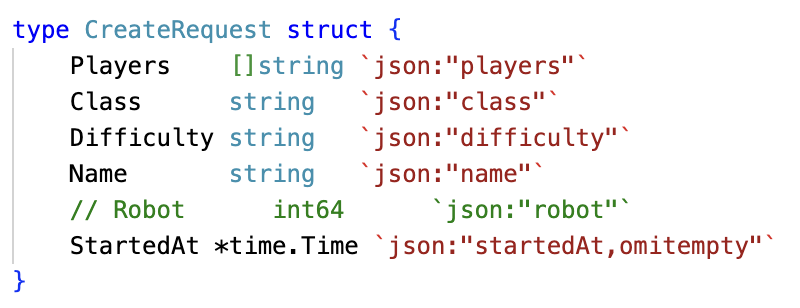 type CreateRequest struct {
    Players    []string `json:"players"`
    Class      string   `json:"class"`
    Difficulty string   `json:"difficulty"`
    Name       string   `json:"name"`
    // Robot      int64      `json:"robot"`
    StartedAt *time.Time `json:"startedAt,omitempty"`
}